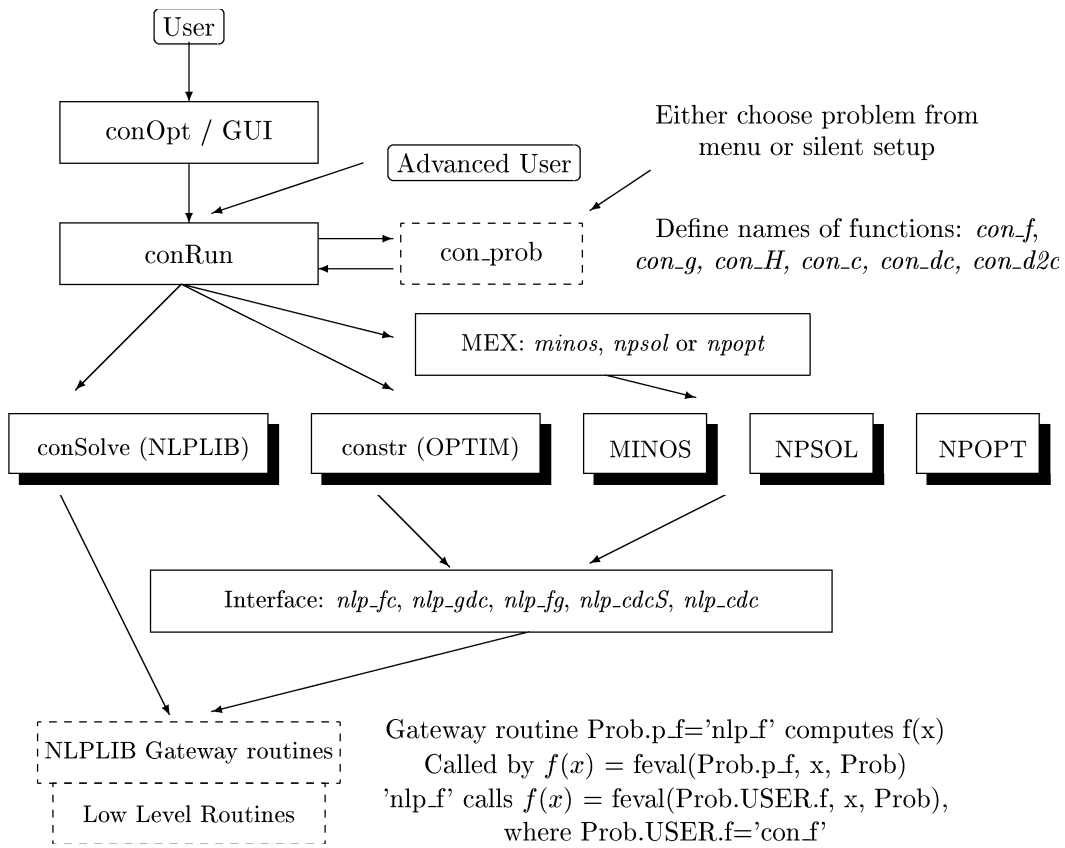 User
conOpt / GUI
Either choose problem from
menu or silent setup
Advanced User
conRun
con_prob
Define names of functions: con_f,
con_g, con_H, con_c, con_dc, con_d2c
MEX: minos, npsol or npopt
conSolve (NLPLIB)
constr (OPTIM)
MINOS
NPSOL
NPOPT
Interface: nlp_fc, nlp_gdc, nlp_fg, nlp_cdcS, nlp_cdc
NLPLIB Gateway routines
Low Level Routines
Gateway routine Prob.p_f='nlp_f' computes f(x)
Called by f(x) = feval(Prob.p_f, x, Prob)
'nlp_f' calls f(x) = feval(Prob.USER.f, x, Prob),
where Prob.USER.f='con_f'